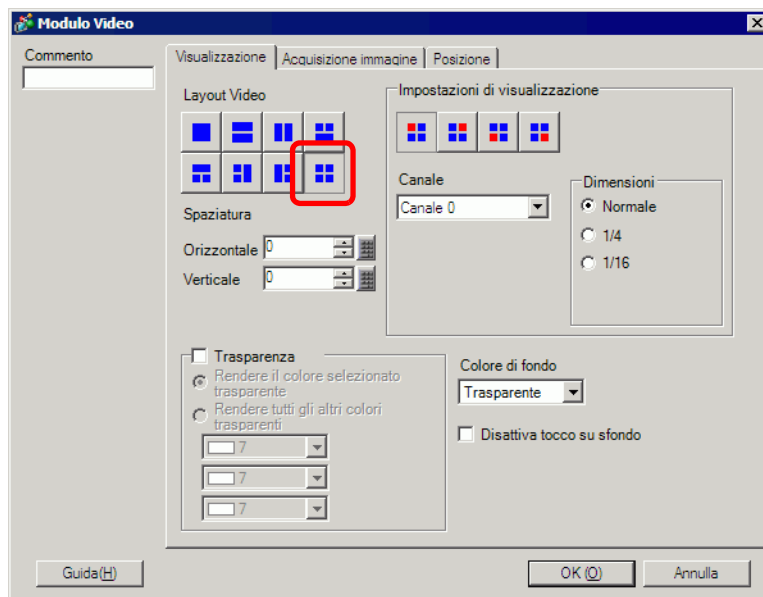 Modulo Video
Commento
Visualizzazione
Acquisizione immagine
Posizione
Layout Video
Impostazioni di visualizzazione
Canale
Canale 0
Dimensioni
Normale
1/4
1/16
Spaziatura
Orizzontale 0
Verticale 0
Trasparenza
Rendere il colore selezionato
trasparente
Rendere tutti gli altri colori
trasparenti
7
7
7
Colore di fondo
Trasparente
Disattiva tocco su sfondo
Guida(H)
OK (O)
Annulla